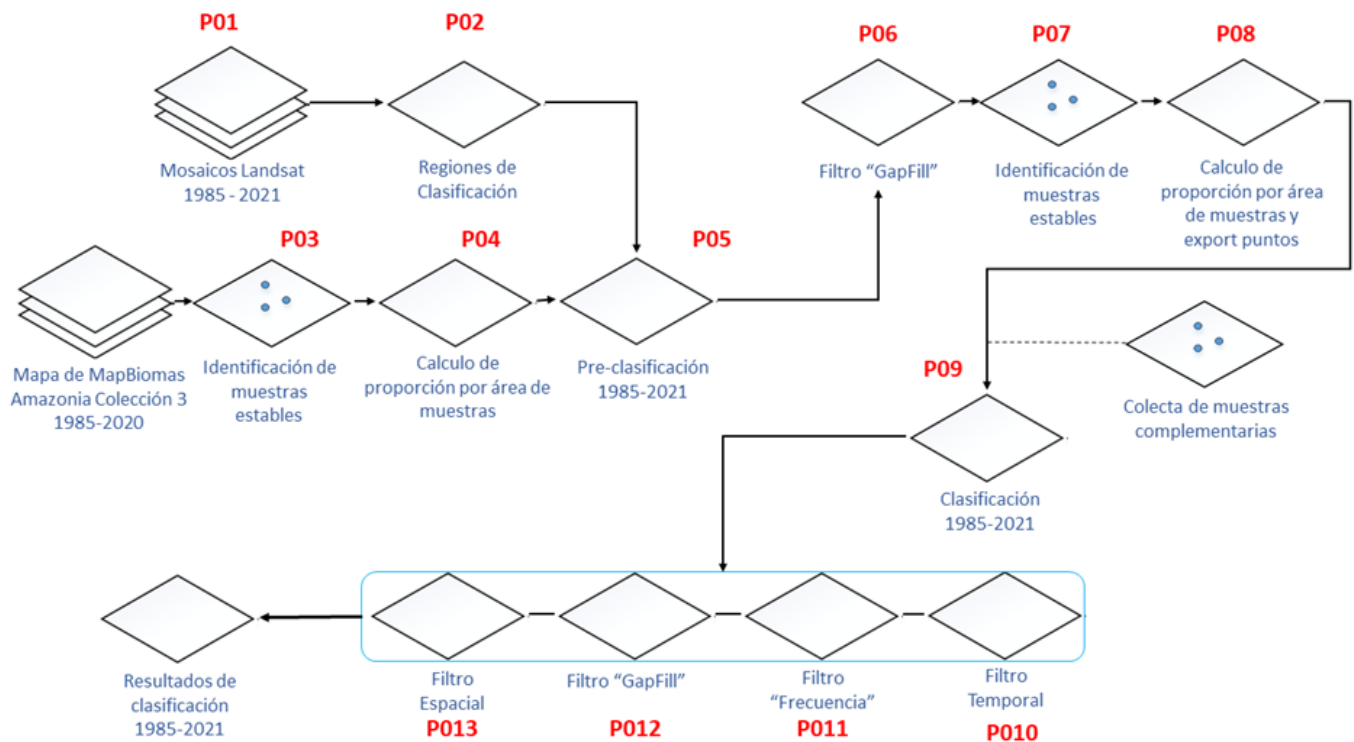 P01
Mosaicos Landsat
1985 - 2021
P02
Regiones de
Clasificación
Mapa de MapBiomas
Amazonia Colección 3
1985-2020
P03
Identificación de
muestras
estables
P04
Calculo de
proporción por área de
muestras
P05
Pre-clasificación
1985-2021
P06
Filtro “GapFill”
P07
Identificación de
muestras
estables
P08
Calculo de
proporción por área
de muestras y
export puntos
Colecta de muestras
complementarias
P09
Clasificación
1985-2021
Filtro
Temporal
P010
Filtro
“Frecuencia”
P011
Filtro “GapFill”
P012
Filtro
Espacial
P013
Resultados de
clasificación
1985-2021